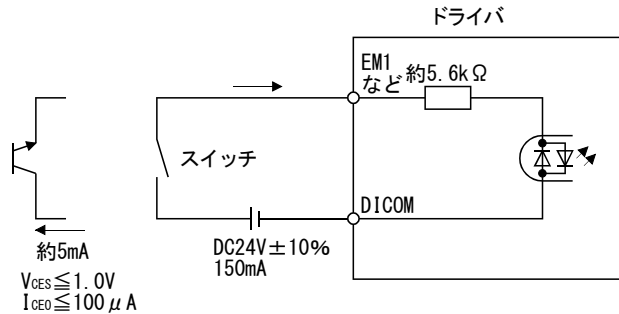 ドライバ
EM1
など
約5.6kΩ
スイッチ
DICOM
約5mA
DC24V±10%
150mA
VCES≦1.0V
ICEO≦100μA